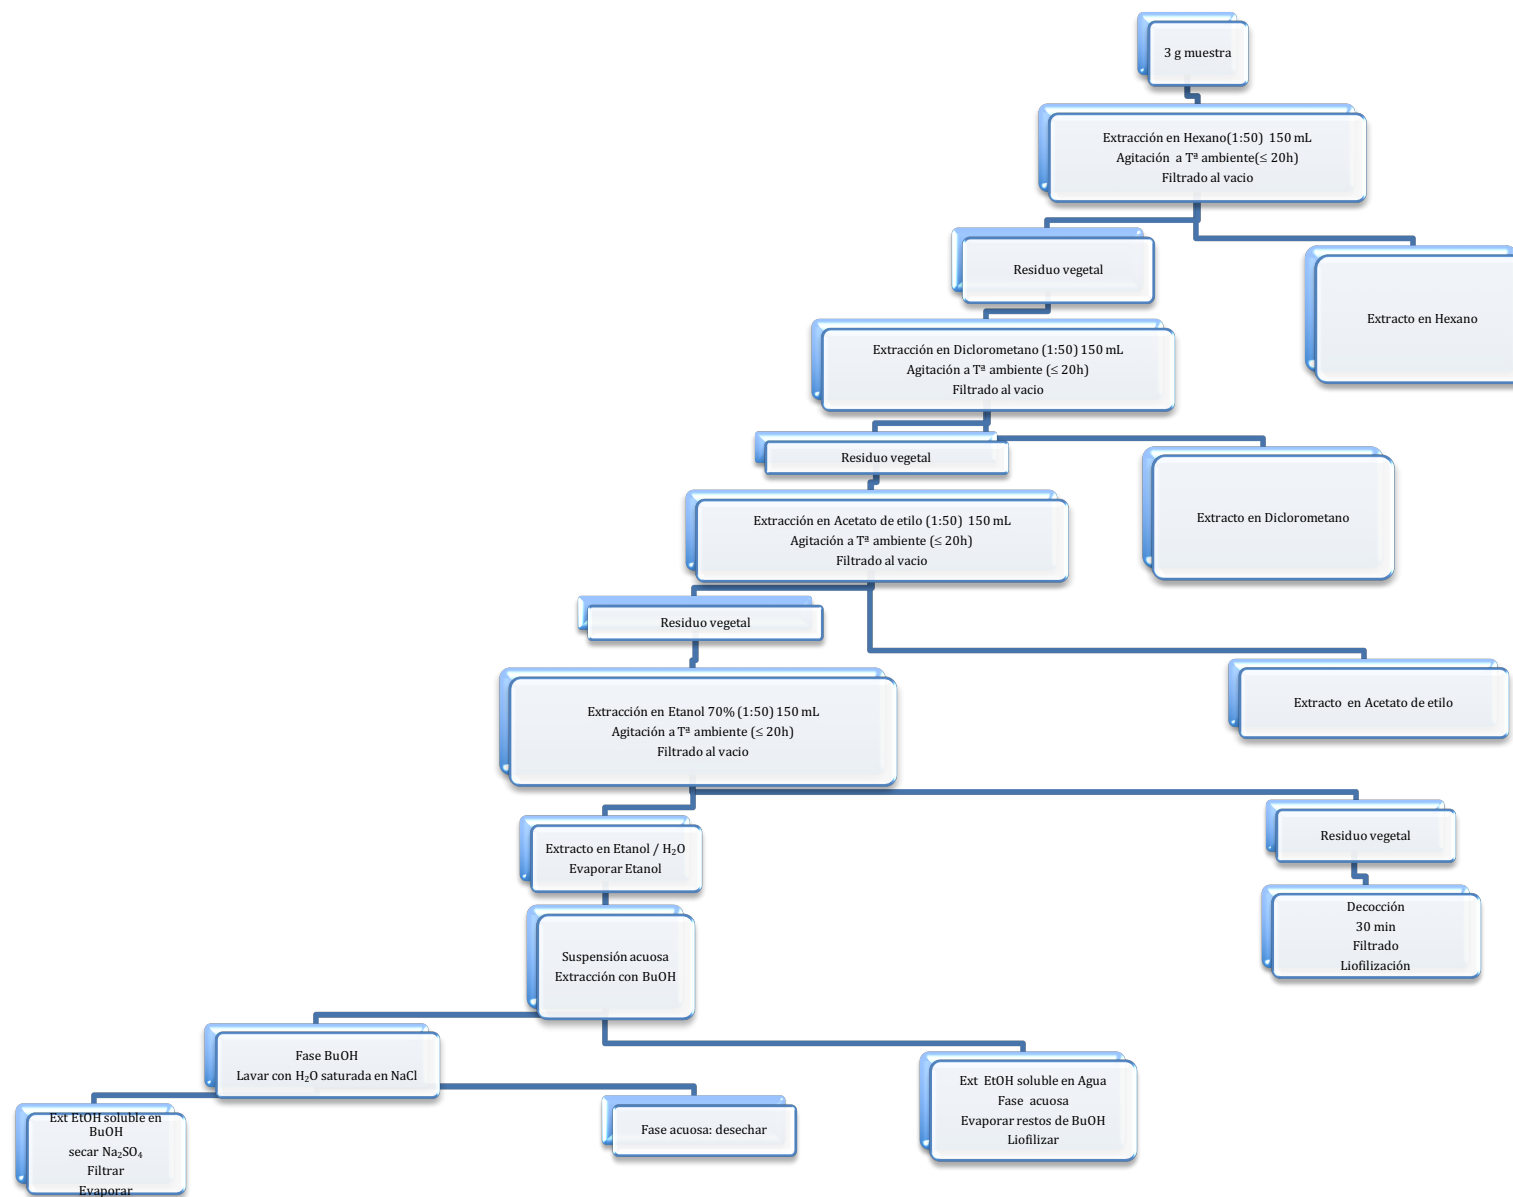 3 g muestra
Extracción en Hexano(1:50) 150 mL
Agitación a Tª ambiente(≤ 20h)
Filtrado al vacio
Residuo vegetal
Extracto en Hexano
Extracción en Diclorometano (1:50) 150 mL
Agitación a Tª ambiente (≤ 20h)
Filtrado al vacio
Residuo vegetal
Extracto en Diclorometano
Extracción en Acetato de etilo (1:50) 150 mL
Agitación a Tª ambiente (≤ 20h)
Filtrado al vacio
Residuo vegetal
Extracto en Acetato de etilo
Extracción en Etanol 70% (1:50) 150 mL
Agitación a Tª ambiente (≤ 20h)
Filtrado al vacio
Extracto en Etanol / H₂O
Evaporar Etanol
Residuo vegetal
Decocción
30 min
Filtrado
Liofilización
Suspensión acuosa
Extracción con BuOH
Fase BuOH
Lavar con H₂O saturada en NaCl
Ext EtOH soluble en Agua
Fase acuosa
Evaporar restos de BuOH
Liofilizar
Ext EtOH soluble en
BuOH
secar Na₂SO₄
Filtrar
Evaporar
Fase acuosa: desechar